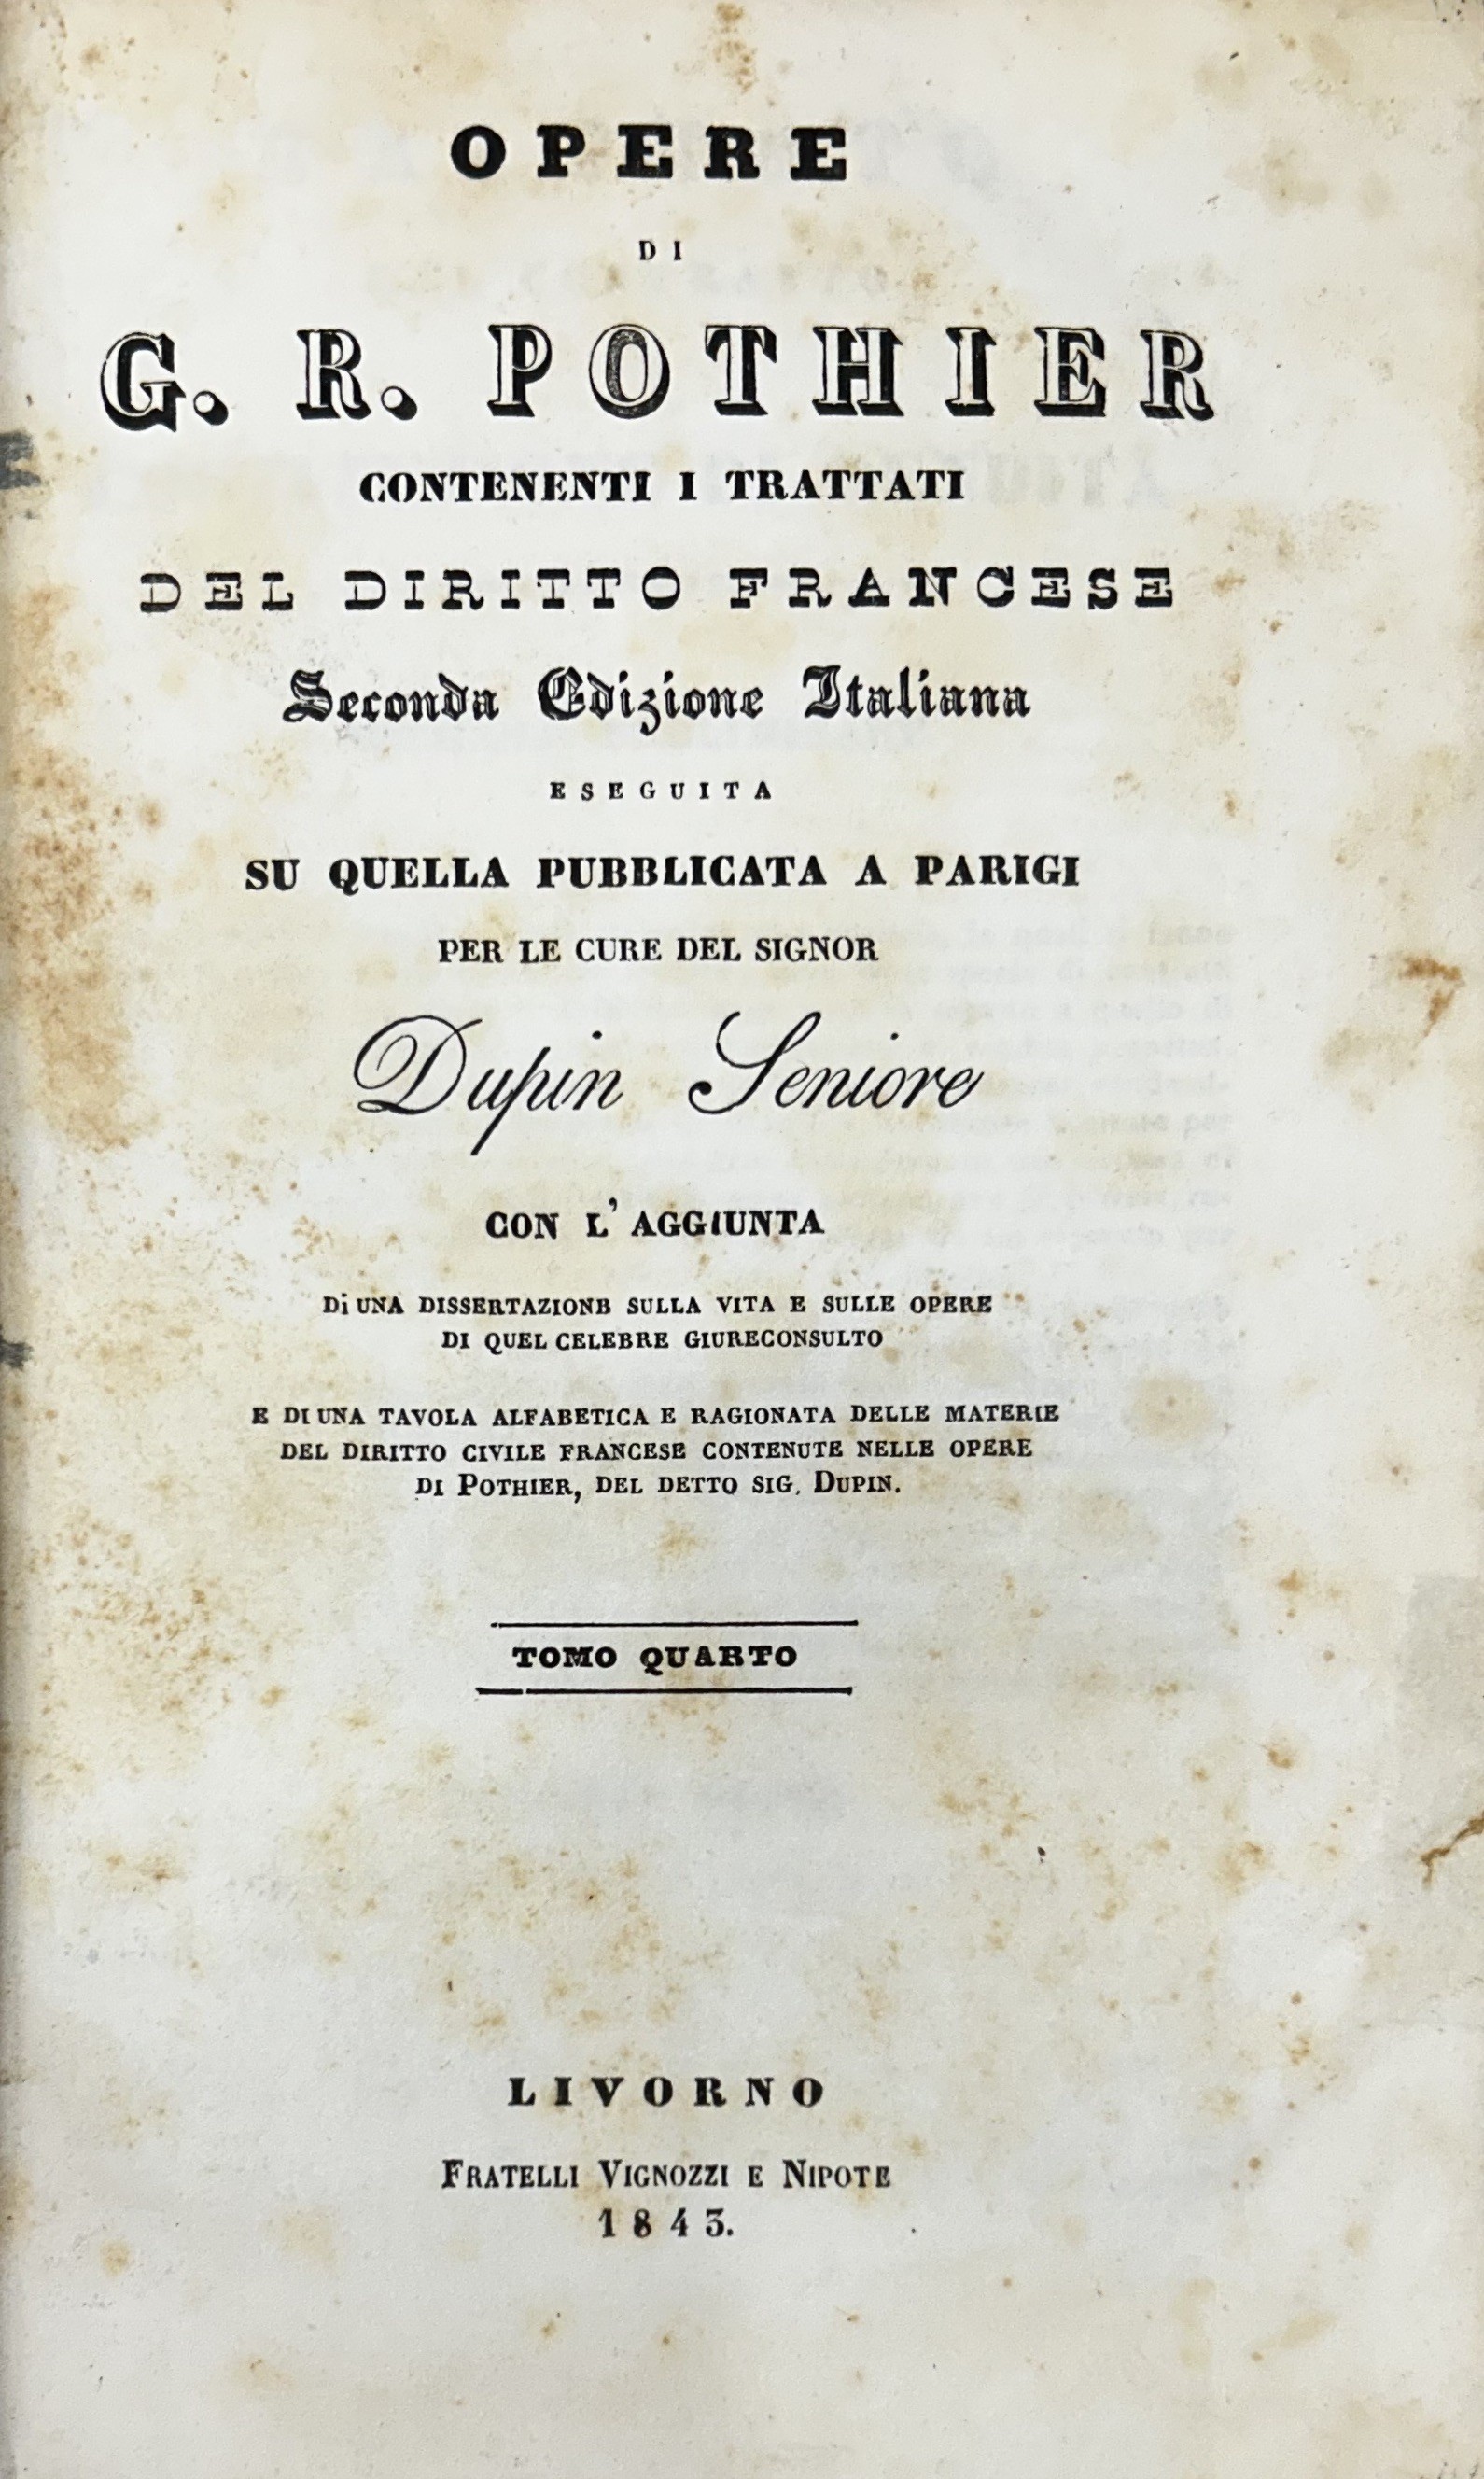 OPERE
DI
G. R. POTHIER
CONTENENTI I TRATTATI
DEL DIRITTO FRANCESE
Seconda Edizione Italiana
ESEGUITA
SU QUELLA PUBBLICATA A PARIGI
PER LE CURE DEL SIGNOR
Dupin Seniore
CON L' AGGIUNTA
Di UNA DISSERTAZIONB SULLA VITA E SULLE OPERE
DI QUEL CELEBRE GIURECONSULTO
E DI UNA TAVOLA ALFABETICA E RAGIONATA DELLE MATERIE
DEL DIRITTO CIVILE FRANCESE CONTENUTE NELLE OPERE
DI POTHIER, DEL DETTO SIG. DUPIN.
TOMO QUARTO
LIVORNO
FRATELLI VIGNOZZI E NIPOTE
1843.